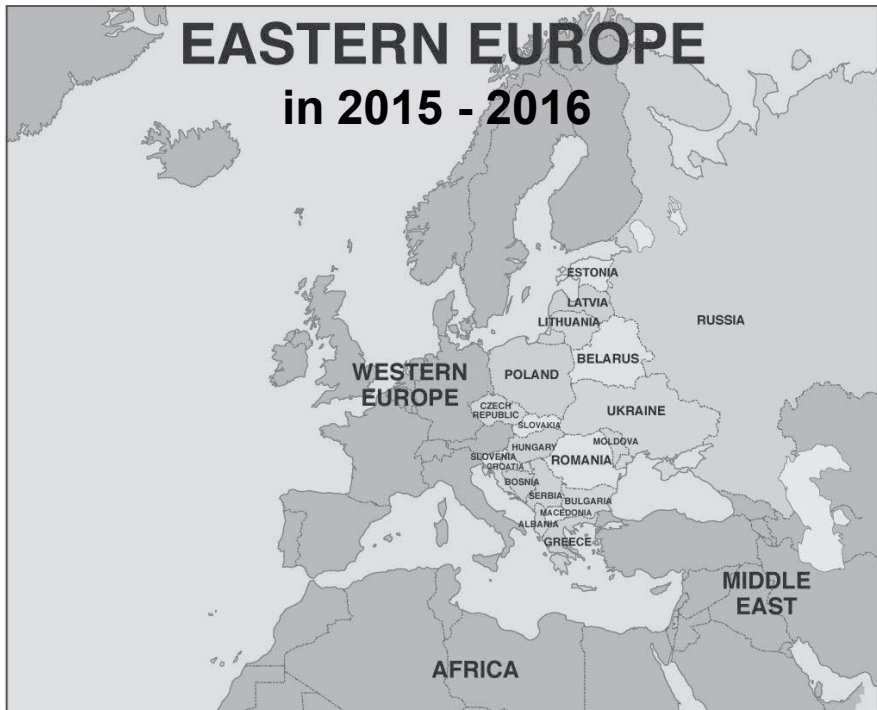 EASTERN EUROPE
in 2015 - 2016
ESTONIA
LATVIA
LITHUANIA
RUSSIA
BELARUS
WESTERN
EUROPE
POLAND
CZECH
REPUBLIC
UKRAINE
SLOVAKIA
MOLDOVA
HUNGARY
SLOVENIA
ROMANIA
CROATIA
BOSNIA
SERBIA
BULGARIA
MACEDONIA
ALBANIA
GREECE
MIDDLE
EAST
AFRICA